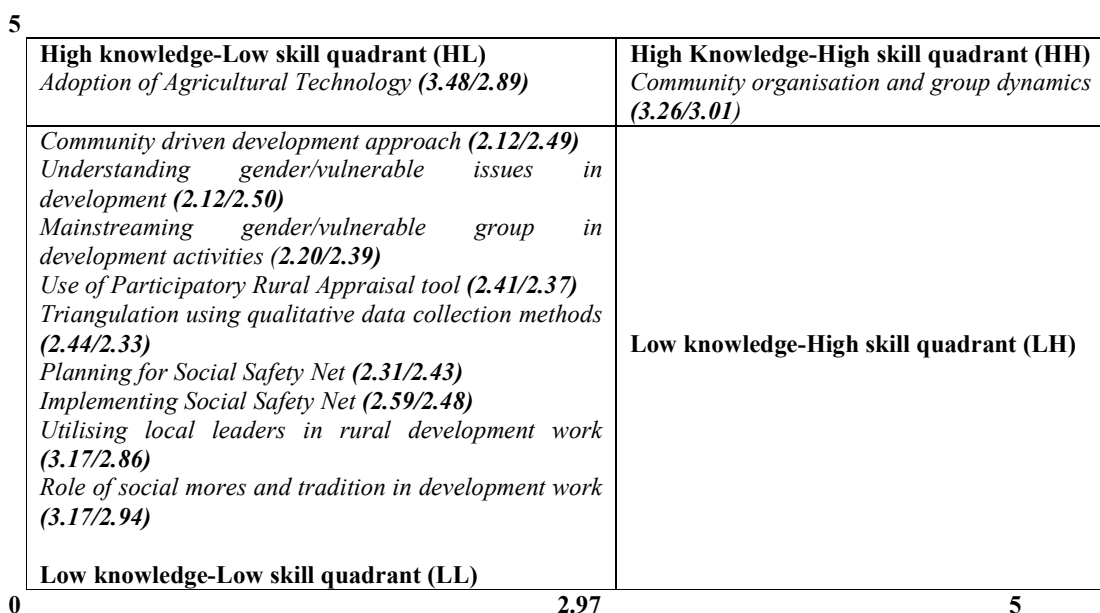 5
High knowledge-Low skill quadrant (HL)
Adoption of Agricultural Technology (3.48/2.89)
High Knowledge-High skill quadrant (HH)
Community organisation and group dynamics
(3.26/3.01)
Community driven development approach (2.12/2.49)
Understanding gender/vulnerable issues in
development (2.12/2.50)
Mainstreaming gender/vulnerable group in
development activities (2.20/2.39)
Use of Participatory Rural Appraisal tool (2.41/2.37)
Triangulation using qualitative data collection methods
(2.44/2.33)
Planning for Social Safety Net (2.31/2.43)
Implementing Social Safety Net (2.59/2.48)
Utilising local leaders in rural development work
(3.17/2.86)
Role of social mores and tradition in development work
(3.17/2.94)
Low knowledge-Low skill quadrant (LL)
Low knowledge-High skill quadrant (LH)
0 2.97 5